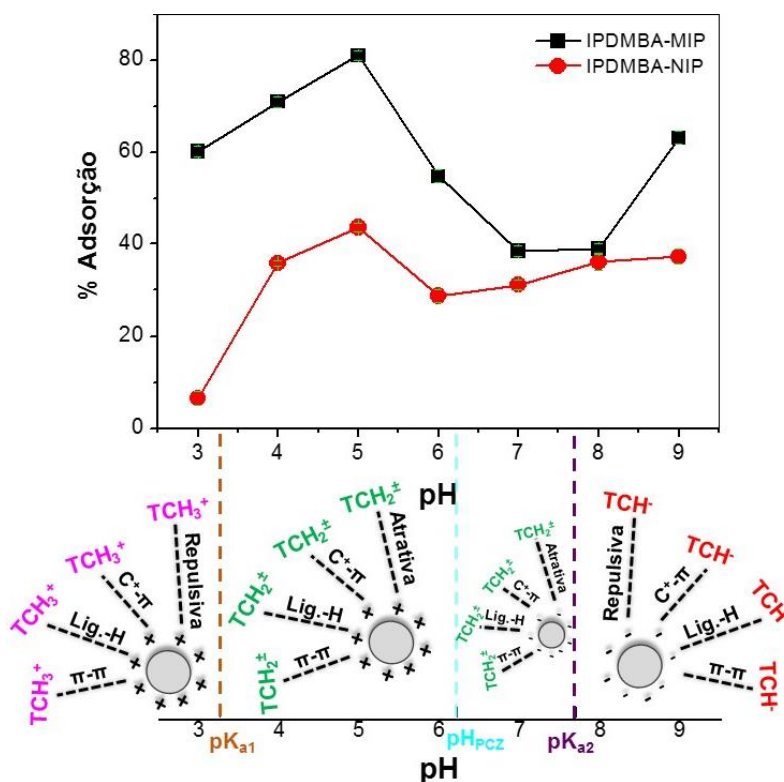 IPDMBA-MIP
IPDMBA-NIP
% Adsorção
80
60
40
20
0
3 4 5 6 7 8 9
pH
TCH₃⁺ TCH₃⁺ TCH₃⁺ TCH₃⁺
π-π Lig.-H C⁺-π Repulsiva
TCH₂± TCH₂± TCH₂± TCH₂±
π-π Lig.-H C⁺-π Atrativa
TCH₂± TCH₂± TCH₂± TCH₂±
π-π Lig.-H C⁺-π Atrativa
TCH⁻ TCH⁻ TCH TCH⁻
Repulsiva C⁺-π Lig.-H π-π
3 4 5 6 7 8 9
pKa1 pHPCZ pKa2
pH